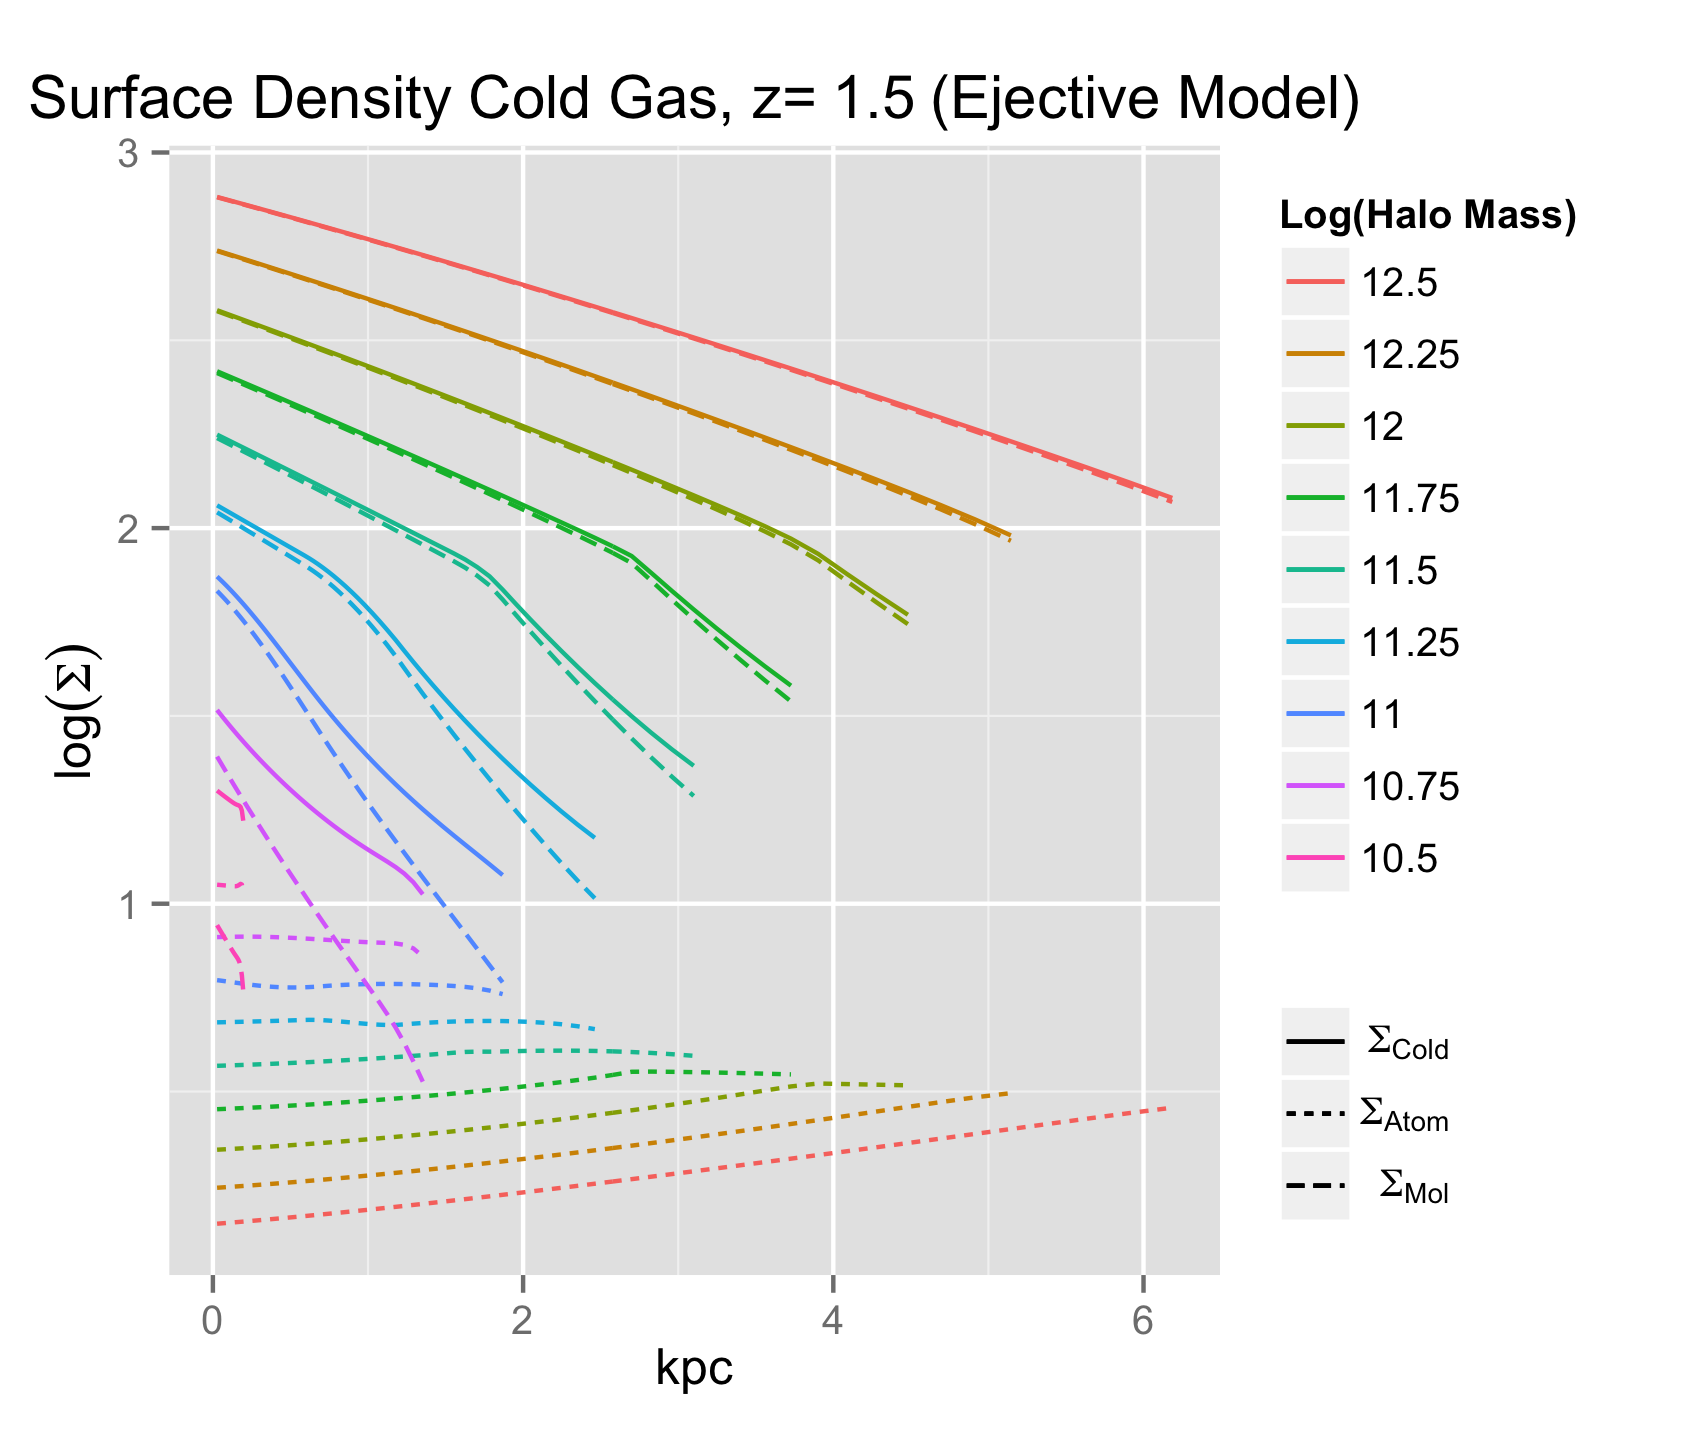 Surface Density Cold Gas, z= 1.5 (Ejective Model)
3
2
1
log(Σ)
0 2 4 6
kpc
Log(Halo Mass)
12.5
12.25
12
11.75
11.5
11.25
11
10.75
10.5
ΣCold
ΣAtom
ΣMol